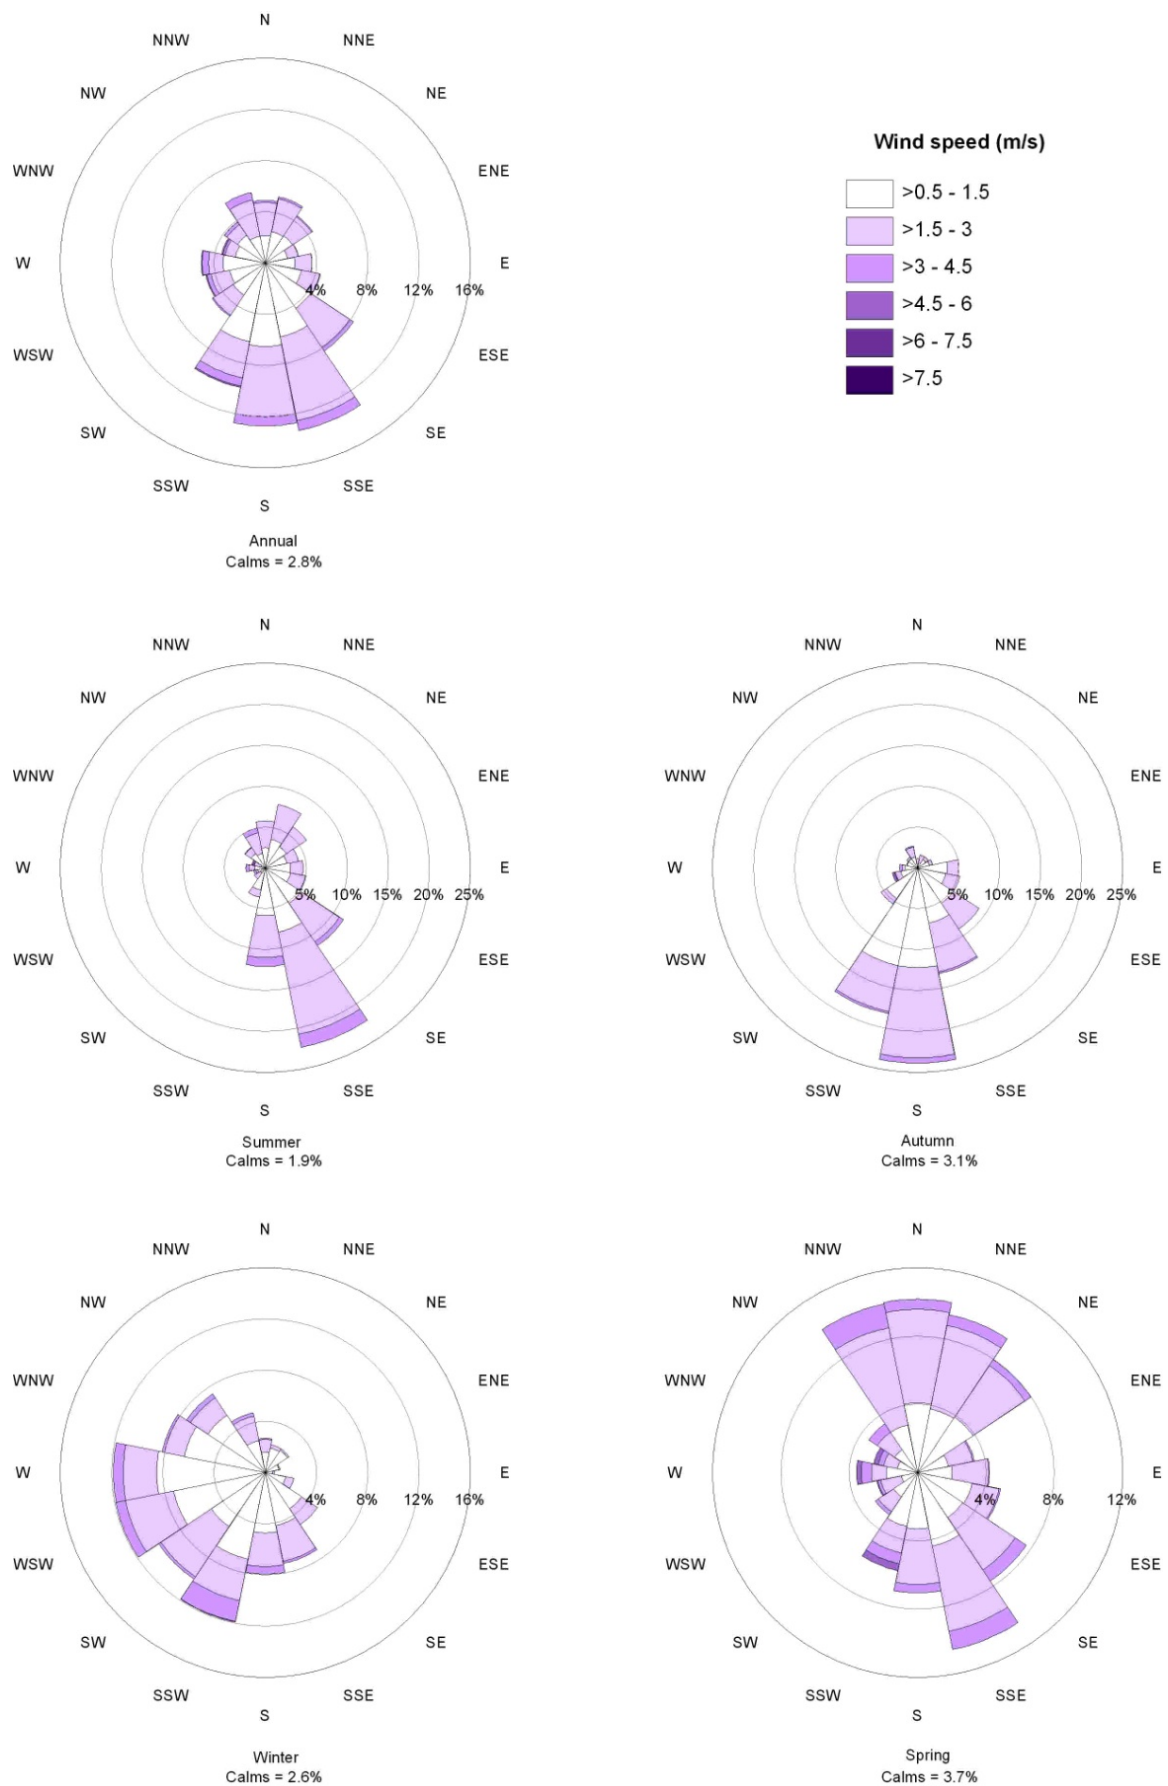 N
NNW NNE
NW NE
WNW ENE
W E
4% 8% 12% 16%
WSW ESE
SW SE
SSW SSE
S
Annual
Calms = 2.8%
Wind speed (m/s)
>0.5 - 1.5
>1.5 - 3
>3 - 4.5
>4.5 - 6
>6 - 7.5
>7.5
N
NNW NNE
NW NE
WNW ENE
W E
5% 10% 15% 20% 25%
WSW ESE
SW SE
SSW SSE
S
Summer
Calms = 1.9%
N
NNW NNE
NW NE
WNW ENE
W E
5% 10% 15% 20% 25%
WSW ESE
SW SE
SSW SSE
S
Autumn
Calms = 3.1%
N
NNW NNE
NW NE
WNW ENE
W E
4% 8% 12% 16%
WSW ESE
SW SE
SSW SSE
S
Winter
Calms = 2.6%
N
NNW NNE
NW NE
WNW ENE
W E
4% 8% 12%
WSW ESE
SW SE
SSW SSE
S
Spring
Calms = 3.7%